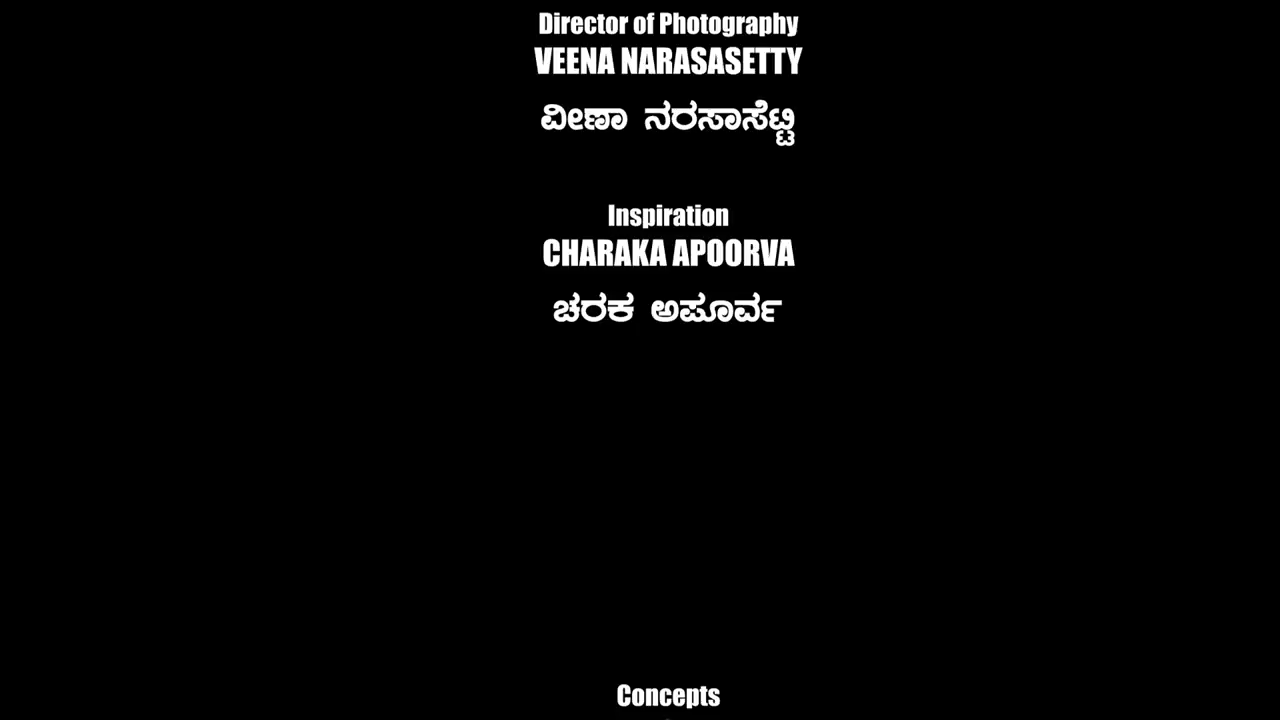 Director of Photography
VEENA NARASASETTY
ವೀಣಾ ನರಸಾಸೆಟ್ಟಿ
Inspiration
CHARAKA APOORVA
ಚರಕ ಅಪೂರ್ವ
Concepts